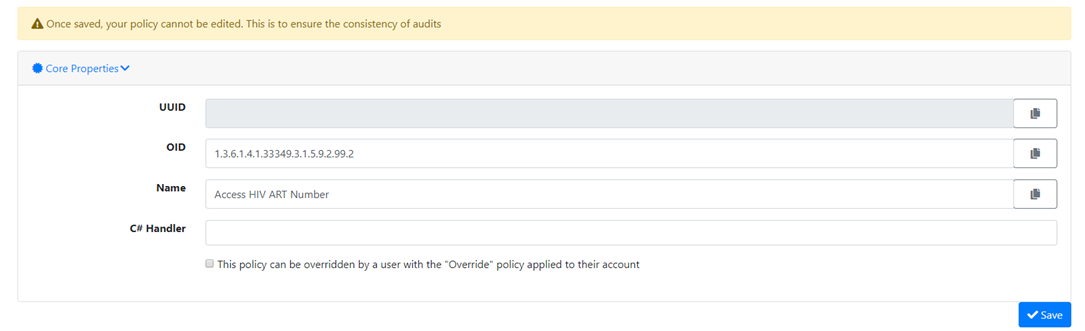 Once saved, your policy cannot be edited. This is to ensure the consistency of audits
Core Properties
UUID
OID
1.3.6.1.4.1.33349.3.1.5.9.2.99.2
Name
Access HIV ART Number
C# Handler
This policy can be overridden by a user with the "Override" policy applied to their account
Save